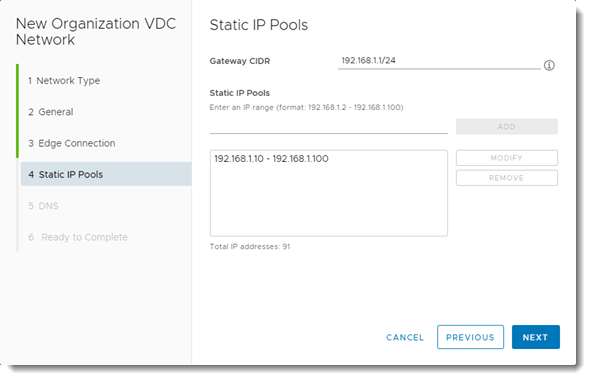 New Organization VDC
Network
1 Network Type
2 General
3 Edge Connection
4 Static IP Pools
5 DNS
6 Ready to Complete
Static IP Pools
Gateway CIDR
192.168.1.1/24
Static IP Pools
Enter an IP range (format: 192.168.1.2 - 192.168.1.100)
ADD
192.168.1.10 - 192.168.1.100
MODIFY
REMOVE
Total IP addresses: 91
CANCEL
PREVIOUS
NEXT